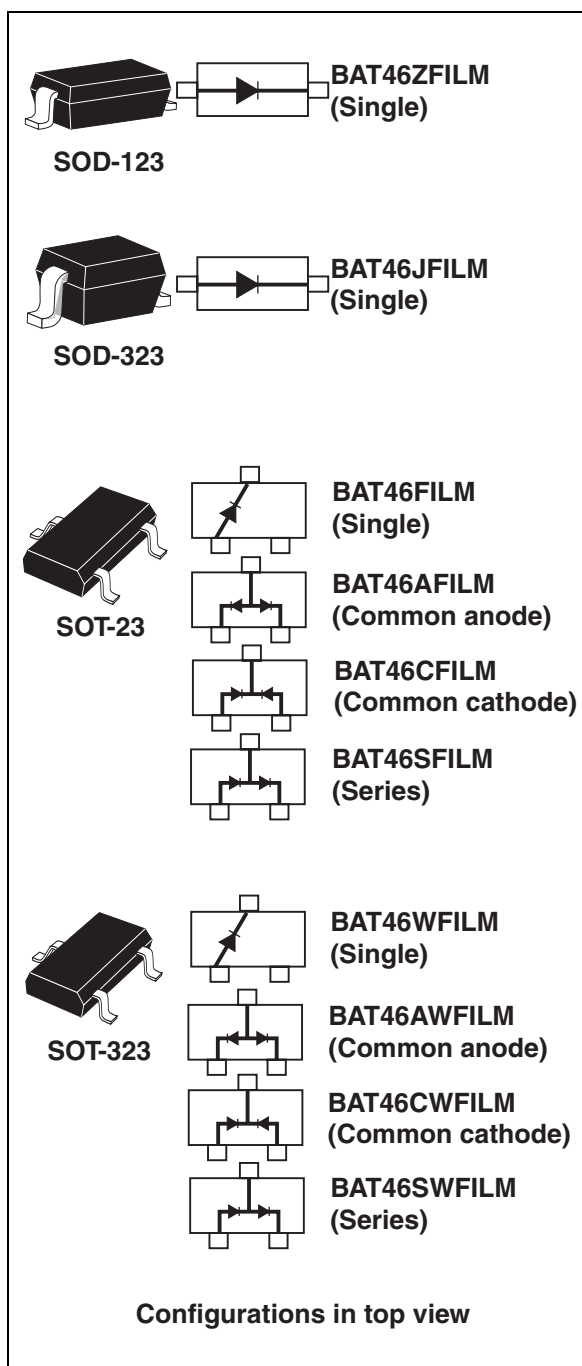 BAT46ZFILM
(Single)
SOD-123
BAT46JFILM
(Single)
SOD-323
BAT46FILM
(Single)
BAT46AFILM
(Common anode)
SOT-23
BAT46CFILM
(Common cathode)
BAT46SFILM
(Series)
BAT46WFILM
(Single)
BAT46AWFILM
(Common anode)
SOT-323
BAT46CWFILM
(Common cathode)
BAT46SWFILM
(Series)
Configurations in top view